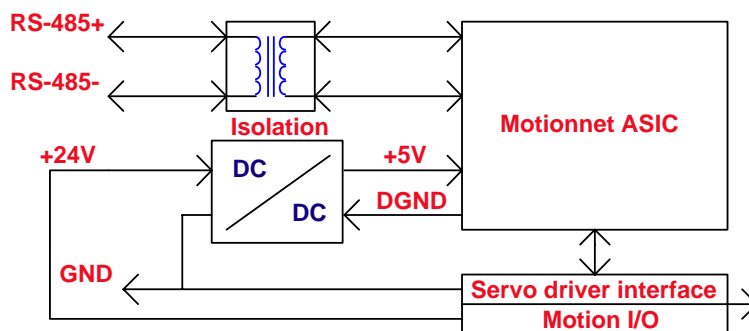 RS-485+
RS-485-
Isolation
Motionnet ASIC
+24V
+5V
DC
DC
DGND
GND
Servo driver interface
Motion I/O